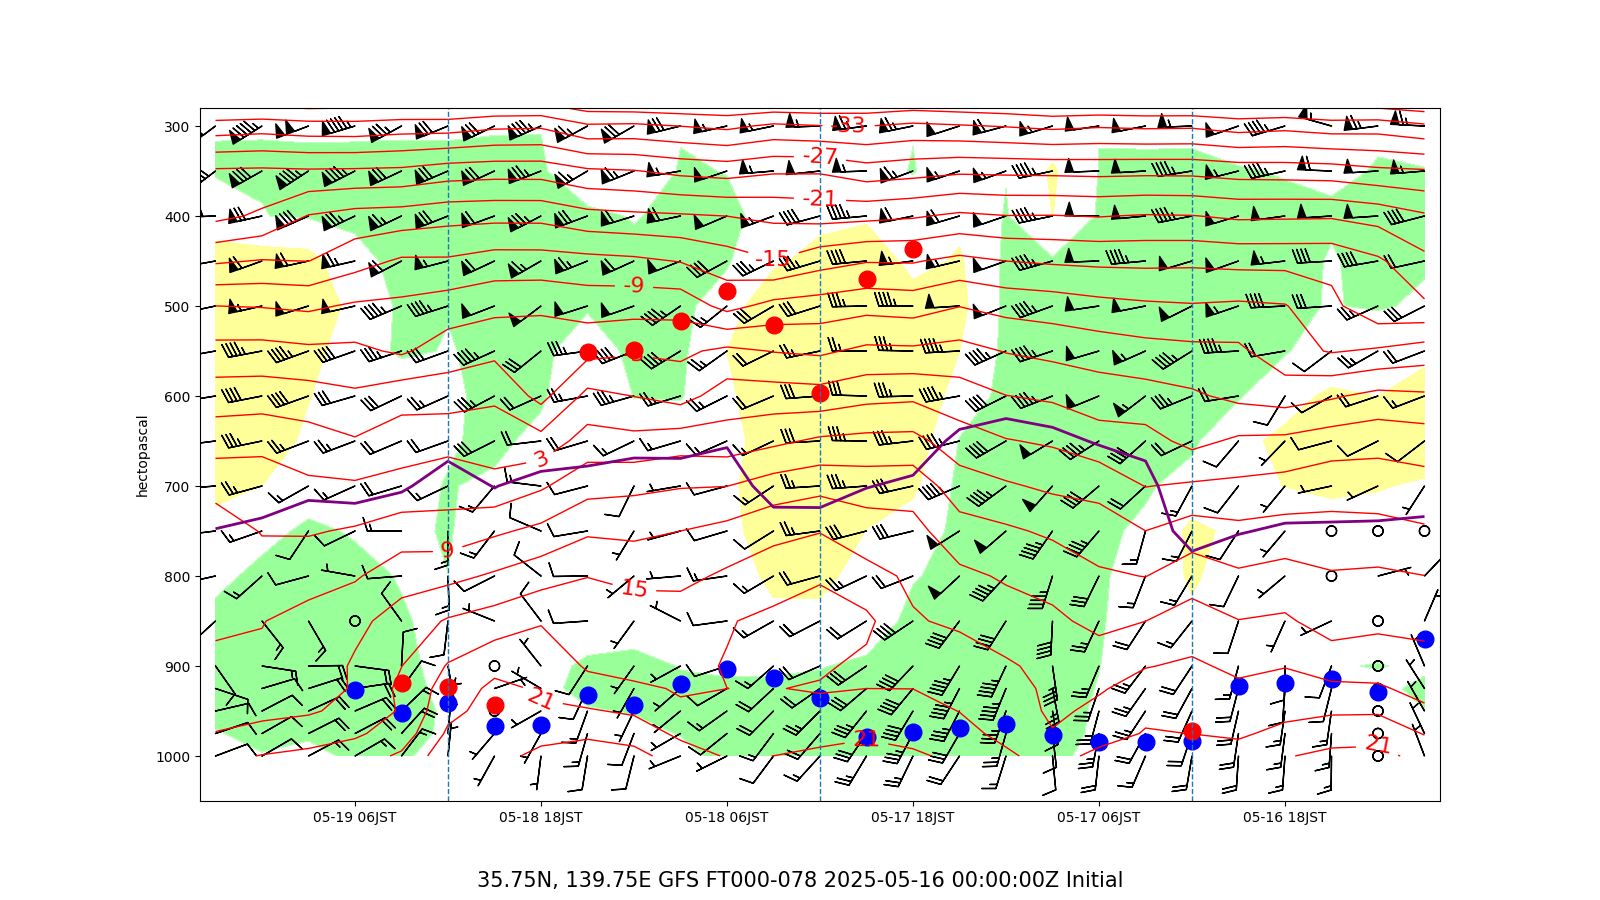 300
400
500
600
700
800
900
1000
hectopascal
-33
-27
-21
-15
-9
3
9
15
21
21
21
05-19 06JST
05-18 18JST
05-18 06JST
05-17 18JST
05-17 06JST
05-16 18JST
35.75N, 139.75E GFS FT000-078 2025-05-16 00:00:00Z Initial